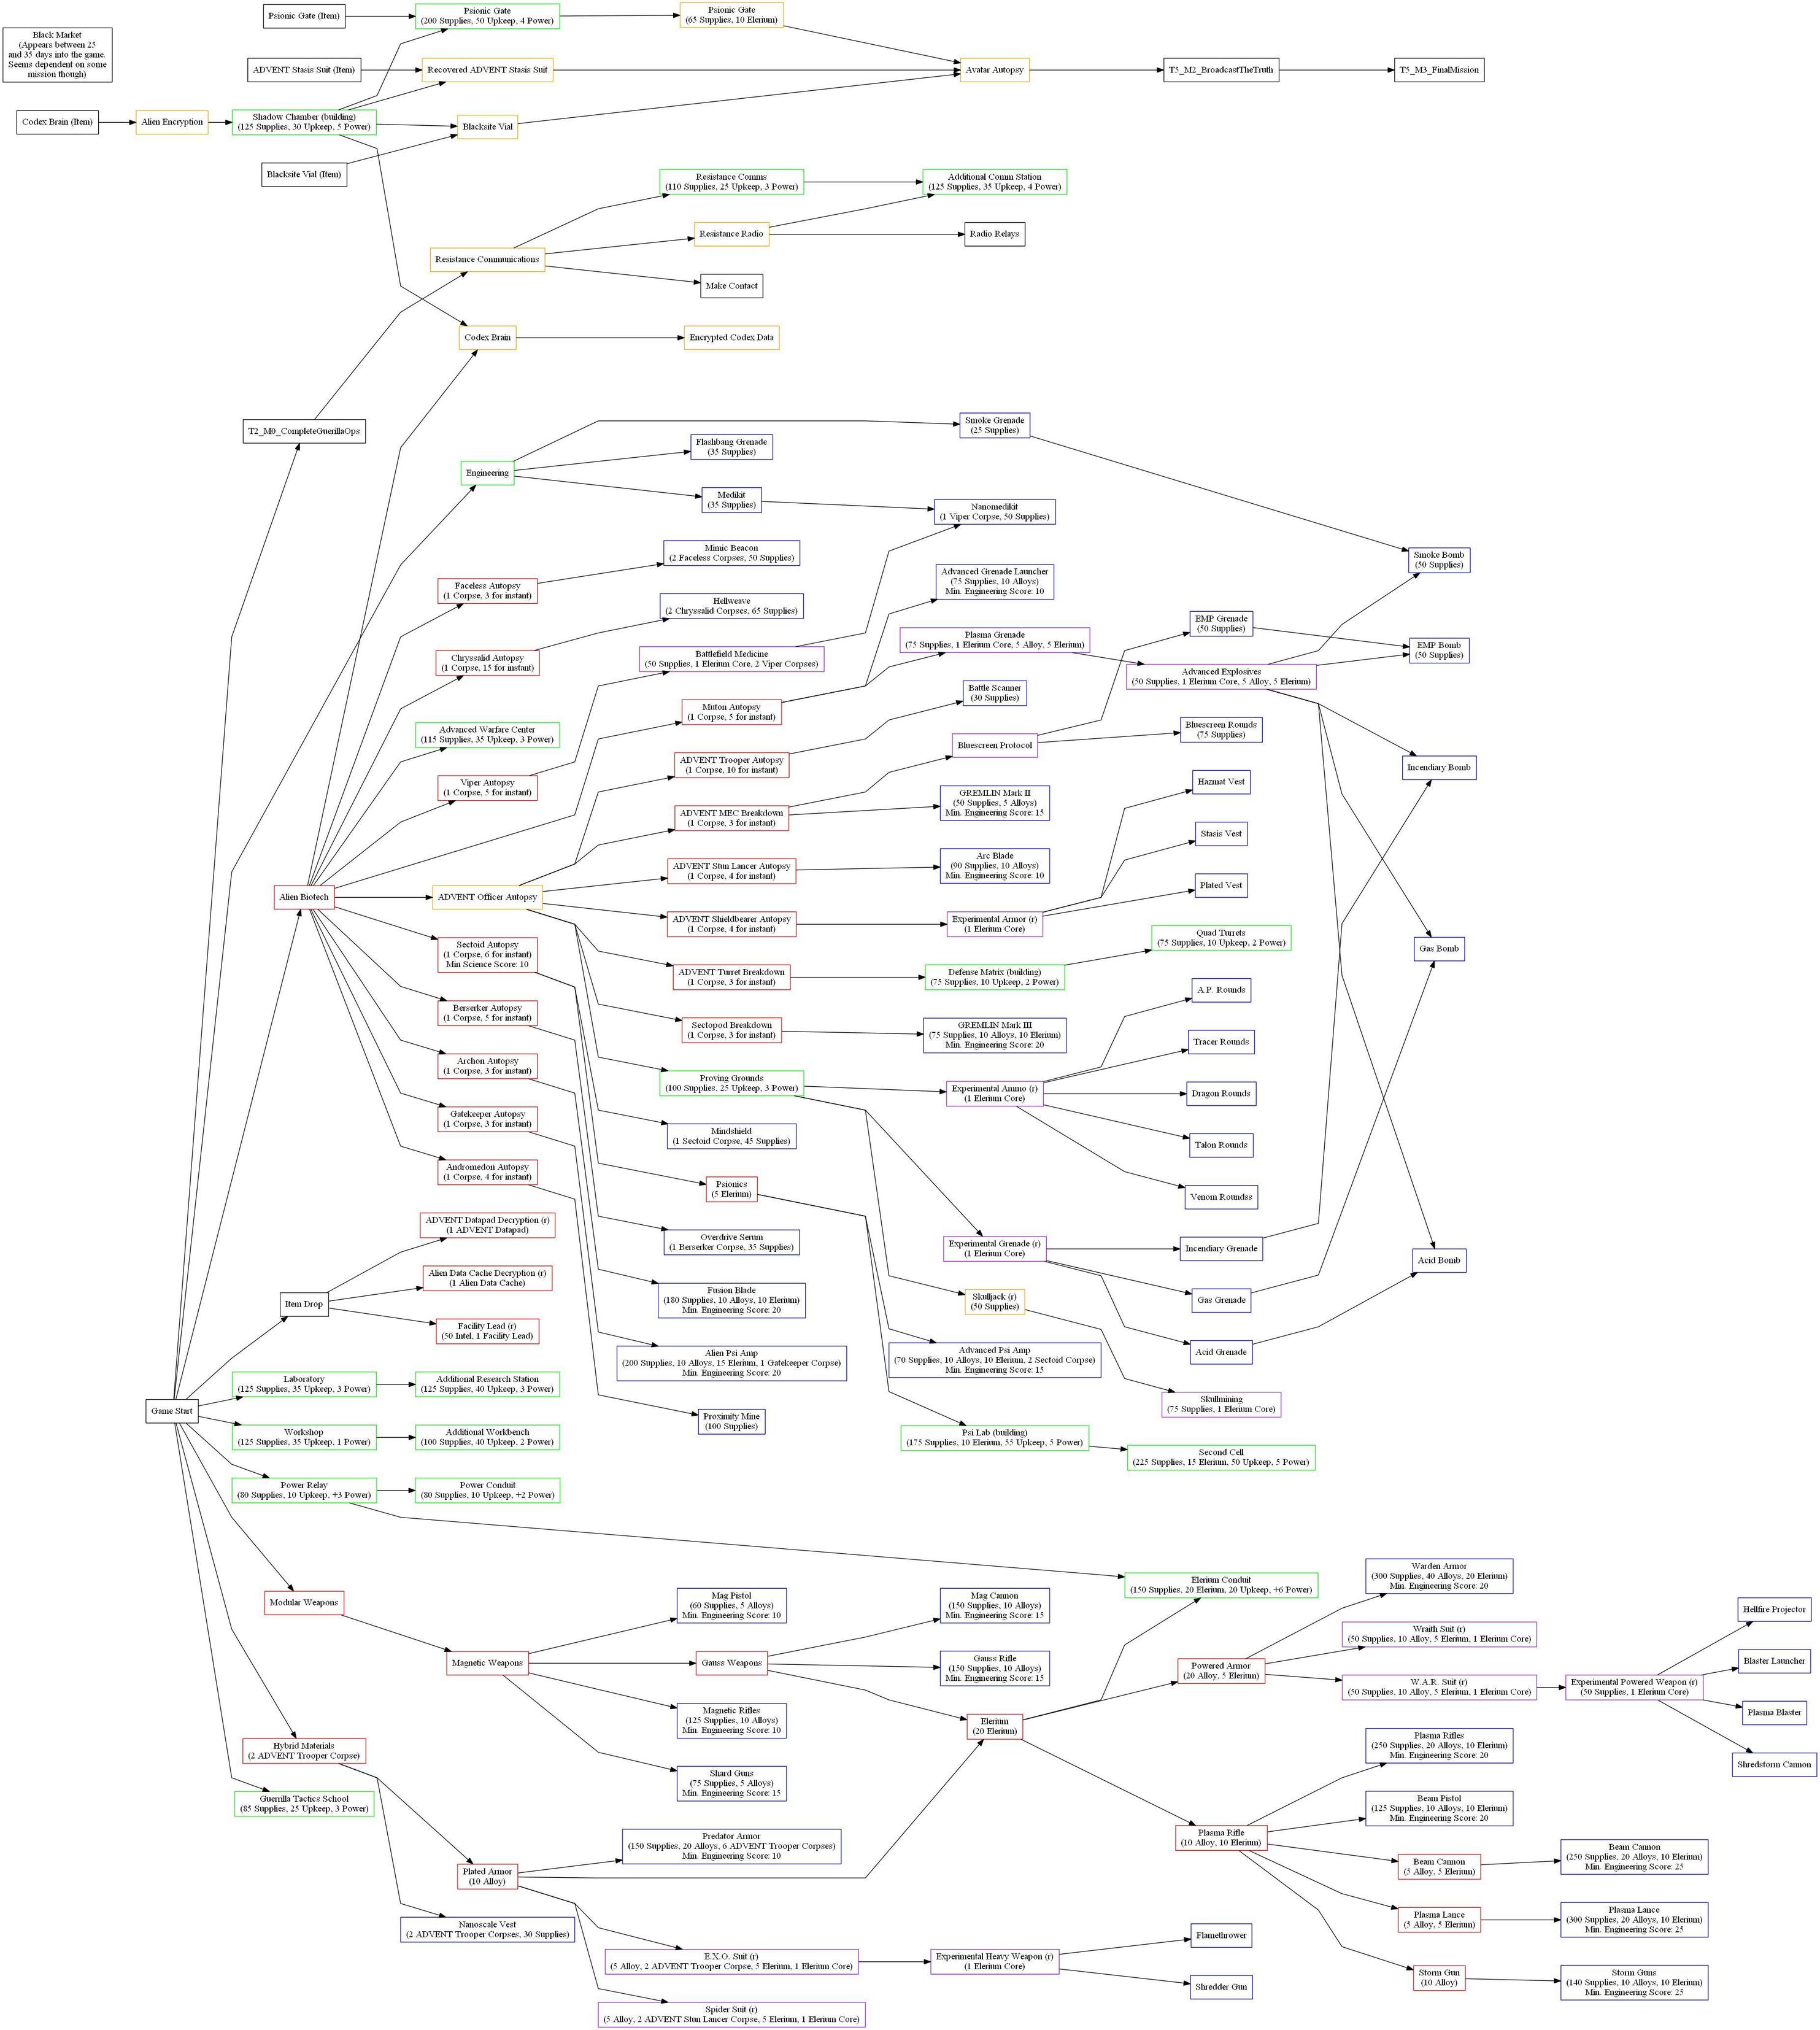 Psionic Gate (Item)
Psionic Gate
(200 Supplies, 50 Upkeep, 4 Power)
Psionic Gate
(65 Supplies, 10 Elerium)
Black Market
(Appears between 25
and 35 days into the game.
Seems dependent on some
mission though)
ADVENT Stasis Suit (Item)
Recovered ADVENT Stasis Suit
Avatar Autopsy
T5_M2_BroadcastTheTruth
T5_M3_FinalMission
Codex Brain (Item)
Alien Encryption
Shadow Chamber (building)
(125 Supplies, 30 Upkeep, 5 Power)
Blacksite Vial
Blacksite Vial (Item)
Resistance Comms
(110 Supplies, 25 Upkeep, 3 Power)
Additional Comm Station
(125 Supplies, 35 Upkeep, 4 Power)
Resistance Radio
Radio Relays
Resistance Communications
Make Contact
Codex Brain
Encrypted Codex Data
T2_M0_CompleteGuerillaOps
Smoke Grenade
(25 Supplies)
Flashbang Grenade
(35 Supplies)
Engineering
Medikit
(35 Supplies)
Nanomedikit
(1 Viper Corpse, 50 Supplies)
Mimic Beacon
(2 Faceless Corpses, 50 Supplies)
Smoke Bomb
(50 Supplies)
Faceless Autopsy
(1 Corpse, 3 for instant)
Advanced Grenade Launcher
(75 Supplies, 10 Alloys)
Min. Engineering Score: 10
Hellweave
(2 Chryssalid Corpses, 65 Supplies)
EMP Grenade
(50 Supplies)
Plasma Grenade
(75 Supplies, 1 Elerium Core, 5 Alloy, 5 Elerium)
EMP Bomb
(50 Supplies)
Chryssalid Autopsy
(1 Corpse, 15 for instant)
Battlefield Medicine
(50 Supplies, 1 Elerium Core, 2 Viper Corpses)
Advanced Explosives
(50 Supplies, 1 Elerium Core, 5 Alloy, 5 Elerium)
Battle Scanner
(30 Supplies)
Muton Autopsy
(1 Corpse, 5 for instant)
Advanced Warfare Center
(115 Supplies, 35 Upkeep, 3 Power)
Bluescreen Rounds
(75 Supplies)
Bluescreen Protocol
ADVENT Trooper Autopsy
(1 Corpse, 10 for instant)
Incendiary Bomb
Viper Autopsy
(1 Corpse, 5 for instant)
Hazmat Vest
GREMLIN Mark II
(50 Supplies, 5 Alloys)
Min. Engineering Score: 15
ADVENT MEC Breakdown
(1 Corpse, 3 for instant)
Stasis Vest
Arc Blade
(90 Supplies, 10 Alloys)
Min. Engineering Score: 10
ADVENT Stun Lancer Autopsy
(1 Corpse, 4 for instant)
Plated Vest
Alien Biotech
ADVENT Officer Autopsy
ADVENT Shieldbearer Autopsy
(1 Corpse, 4 for instant)
Experimental Armor (r)
(1 Elerium Core)
Quad Turrets
(75 Supplies, 10 Upkeep, 2 Power)
Gas Bomb
Sectoid Autopsy
(1 Corpse, 6 for instant)
Min Science Score: 10
ADVENT Turret Breakdown
(1 Corpse, 3 for instant)
Defense Matrix (building)
(75 Supplies, 10 Upkeep, 2 Power)
A.P. Rounds
Berserker Autopsy
(1 Corpse, 5 for instant)
Sectopod Breakdown
(1 Corpse, 3 for instant)
GREMLIN Mark III
(75 Supplies, 10 Alloys, 10 Elerium)
Min. Engineering Score: 20
Tracer Rounds
Archon Autopsy
(1 Corpse, 3 for instant)
Proving Grounds
(100 Supplies, 25 Upkeep, 3 Power)
Experimental Ammo (r)
(1 Elerium Core)
Dragon Rounds
Gatekeeper Autopsy
(1 Corpse, 3 for instant)
Mindshield
(1 Sectoid Corpse, 45 Supplies)
Talon Rounds
Andromedon Autopsy
(1 Corpse, 4 for instant)
Psionics
(5 Elerium)
Venom Roundss
ADVENT Datapad Decryption (r)
(1 ADVENT Datapad)
Overdrive Serum
(1 Berserker Corpse, 35 Supplies)
Experimental Grenade (r)
(1 Elerium Core)
Incendiary Grenade
Acid Bomb
Alien Data Cache Decryption (r)
(1 Alien Data Cache)
Item Drop
Fusion Blade
(180 Supplies, 10 Alloys, 10 Elerium)
Min. Engineering Score: 20
Skulljack (r)
(50 Supplies)
Gas Grenade
Facility Lead (r)
(50 Intel, 1 Facility Lead)
Alien Psi Amp
(200 Supplies, 10 Alloys, 15 Elerium, 1 Gatekeeper Corpse)
Min. Engineering Score: 20
Advanced Psi Amp
(70 Supplies, 10 Alloys, 10 Elerium, 2 Sectoid Corpse)
Min. Engineering Score: 15
Acid Grenade
Laboratory
(125 Supplies, 35 Upkeep, 3 Power)
Additional Research Station
(125 Supplies, 40 Upkeep, 3 Power)
Skullmining
(75 Supplies, 1 Elerium Core)
Game Start
Proximity Mine
(100 Supplies)
Workshop
(125 Supplies, 35 Upkeep, 1 Power)
Additional Workbench
(100 Supplies, 40 Upkeep, 2 Power)
Psi Lab (building)
(175 Supplies, 10 Elerium, 55 Upkeep, 5 Power)
Second Cell
(225 Supplies, 15 Elerium, 50 Upkeep, 5 Power)
Power Relay
(80 Supplies, 10 Upkeep, +3 Power)
Power Conduit
(80 Supplies, 10 Upkeep, +2 Power)
Elerium Conduit
(150 Supplies, 20 Elerium, 20 Upkeep, +6 Power)
Warden Armor
(300 Supplies, 40 Alloys, 20 Elerium)
Min. Engineering Score: 20
Modular Weapons
Mag Pistol
(60 Supplies, 5 Alloys)
Min. Engineering Score: 10
Mag Cannon
(150 Supplies, 10 Alloys)
Min. Engineering Score: 15
Hellfire Projector
Wraith Suit (r)
(50 Supplies, 10 Alloy, 5 Elerium, 1 Elerium Core)
Magnetic Weapons
Gauss Weapons
Gauss Rifle
(150 Supplies, 10 Alloys)
Min. Engineering Score: 15
Powered Armor
(20 Alloy, 5 Elerium)
Blaster Launcher
W.A.R. Suit (r)
(50 Supplies, 10 Alloy, 5 Elerium, 1 Elerium Core)
Experimental Powered Weapon (r)
(50 Supplies, 1 Elerium Core)
Plasma Blaster
Magnetic Rifles
(125 Supplies, 10 Alloys)
Min. Engineering Score: 10
Elerium
(20 Elerium)
Plasma Rifles
(250 Supplies, 20 Alloys, 10 Elerium)
Min. Engineering Score: 20
Hybrid Materials
(2 ADVENT Trooper Corpse)
Shredstorm Cannon
Shard Guns
(75 Supplies, 5 Alloys)
Min. Engineering Score: 15
Guerrilla Tactics School
(85 Supplies, 25 Upkeep, 3 Power)
Beam Pistol
(125 Supplies, 10 Alloys, 10 Elerium)
Min. Engineering Score: 20
Predator Armor
(150 Supplies, 20 Alloys, 6 ADVENT Trooper Corpses)
Min. Engineering Score: 10
Plasma Rifle
(10 Alloy, 10 Elerium)
Beam Cannon
(5 Alloy, 5 Elerium)
Beam Cannon
(250 Supplies, 20 Alloys, 10 Elerium)
Min. Engineering Score: 25
Plated Armor
(10 Alloy)
Plasma Lance
(5 Alloy, 5 Elerium)
Plasma Lance
(300 Supplies, 20 Alloys, 10 Elerium)
Min. Engineering Score: 25
Nanoscale Vest
(2 ADVENT Trooper Corpses, 30 Supplies)
Flamethrower
E.X.O. Suit (r)
(5 Alloy, 2 ADVENT Trooper Corpse, 5 Elerium, 1 Elerium Core)
Experimental Heavy Weapon (r)
(1 Elerium Core)
Storm Gun
(10 Alloy)
Storm Guns
(140 Supplies, 10 Alloys, 10 Elerium)
Min. Engineering Score: 25
Shredder Gun
Spider Suit (r)
(5 Alloy, 2 ADVENT Stun Lancer Corpse, 5 Elerium, 1 Elerium Core)